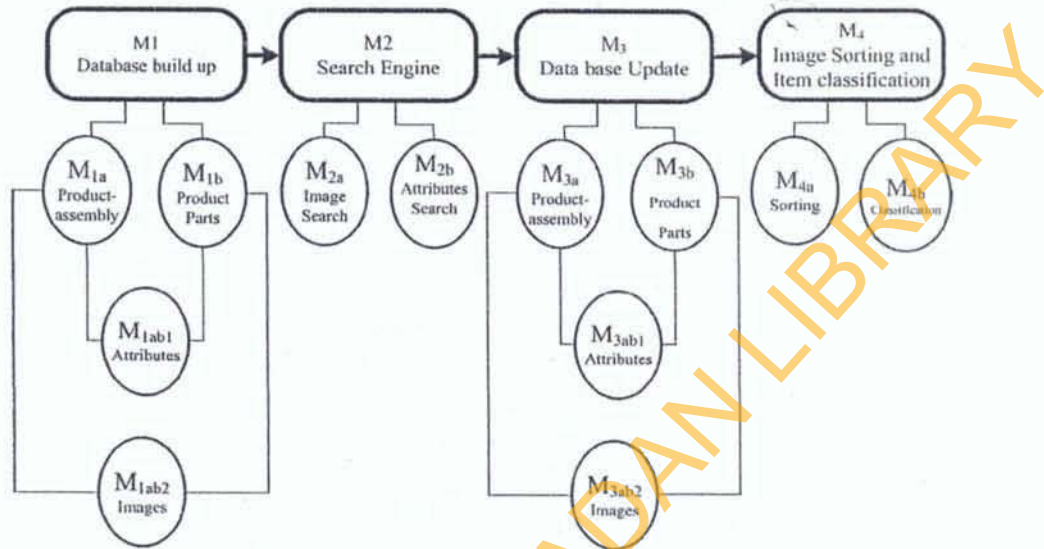 M1
Database build up
M2
Search Engine
M₃
Data base Update
M₄
Image Sorting and
Item classification
M₁ₐ
Product-
assembly
M₁b
Product
Parts
M₂ₐ
Image
Search
M₂b
Attributes
Search
M₃ₐ
Product-
assembly
M₃b
Product
Parts
M₄ₐ
Sorting
M₄b
Classification
M₁ab1
Attributes
M₃ab1
Attributes
M₁ab2
Images
M₃ab2
Images
ADAN LIBRARY